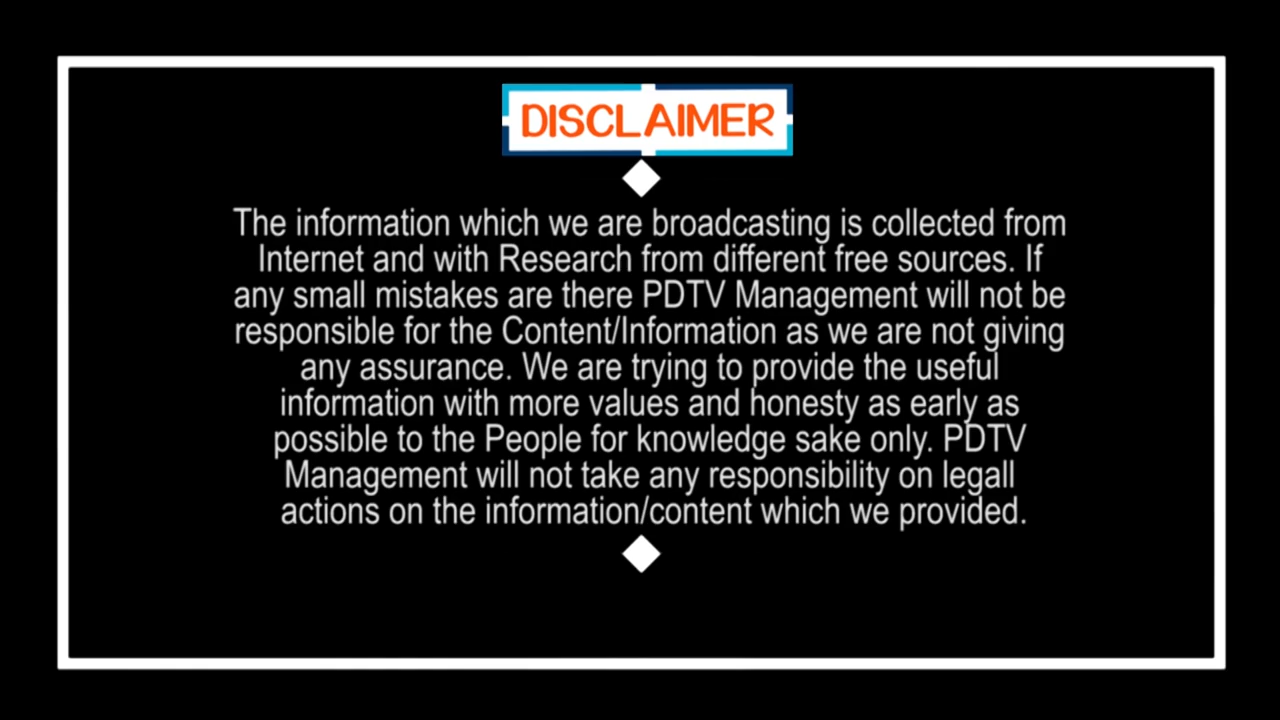 DISCLAIMER
The information which we are broadcasting is collected from
Internet and with Research from different free sources. If
any small mistakes are there PDTV Management will not be
responsible for the Content/Information as we are not giving
any assurance. We are trying to provide the useful
information with more values and honesty as early as
possible to the People for knowledge sake only. PDTV
Management will not take any responsibility on legall
actions on the information/content which we provided.